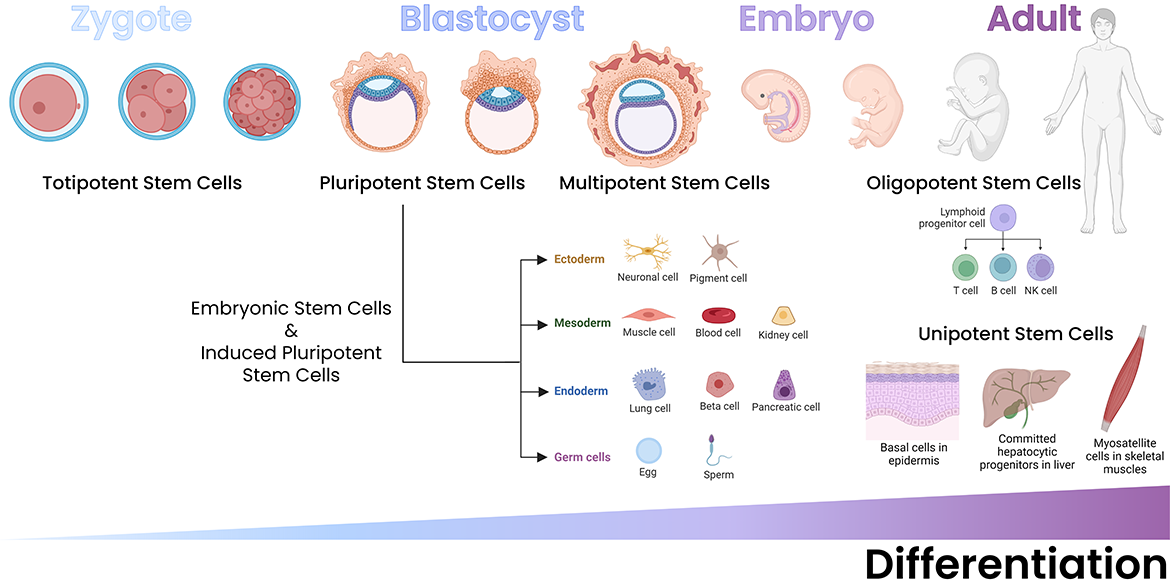 Zygote
Blastocyst
Embryo
Adult
Totipotent Stem Cells
Pluripotent Stem Cells
Multipotent Stem Cells
Oligopotent Stem Cells
Lymphoid
progenitor cell
T cell
B cell
NK cell
Embryonic Stem Cells
&
Induced Pluripotent
Stem Cells
Ectoderm
Neuronal cell
Pigment cell
Mesoderm
Muscle cell
Blood cell
Kidney cell
Endoderm
Lung cell
Beta cell
Pancreatic cell
Germ cells
Egg
Sperm
Unipotent Stem Cells
Basal cells in
epidermis
Committed
hepatocytic
progenitors in liver
Myosatellite
cells in skeletal
muscles
Differentiation